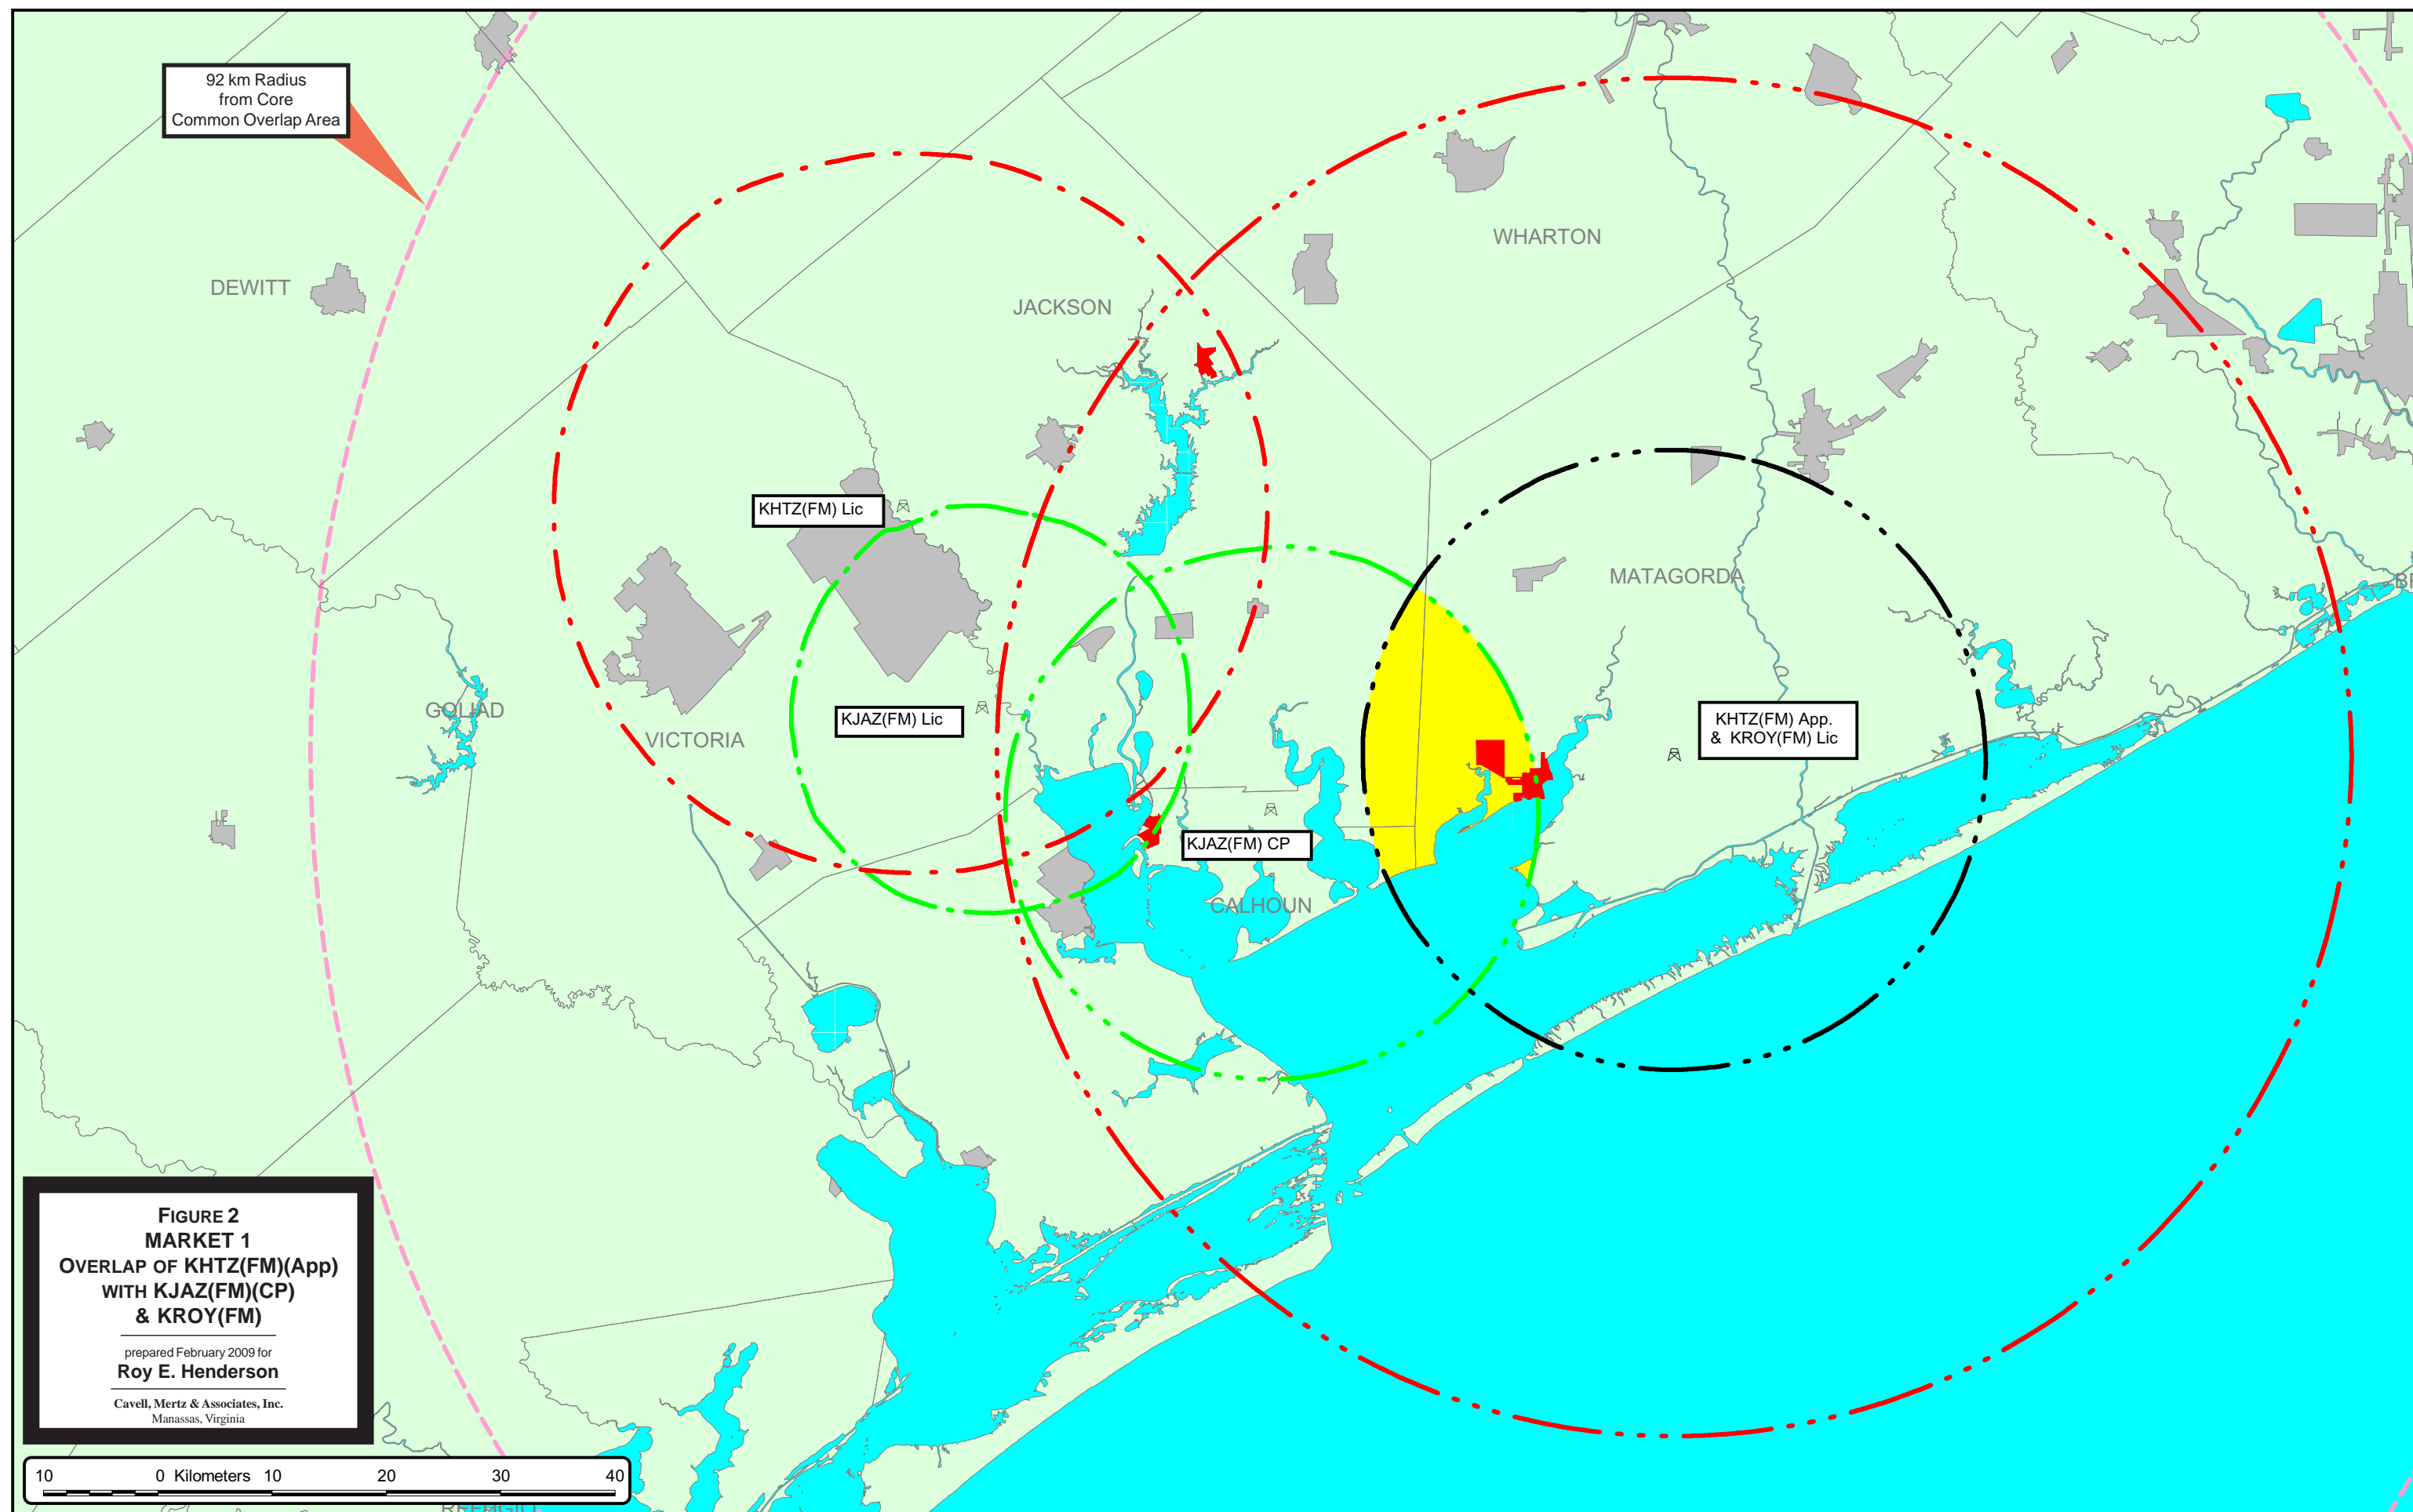 92 km Radius
from Core
Common Overlap Area
WHARTON
DEWITT
JACKSON
KHTZ(FM) Lic
MATAGORDA
GOLIAD
KJAZ(FM) Lic
VICTORIA
KHTZ(FM) App.
& KROY(FM) Lic
KJAZ(FM) CP
CALHOUN
FIGURE 2
MARKET 1
OVERLAP OF KHTZ(FM)(App)
WITH KJAZ(FM)(CP)
& KROY(FM)
prepared February 2009 for
Roy E. Henderson
Cavell, Mertz & Associates, Inc.
Manassas, Virginia
10 0 Kilometers 10 20 30 40